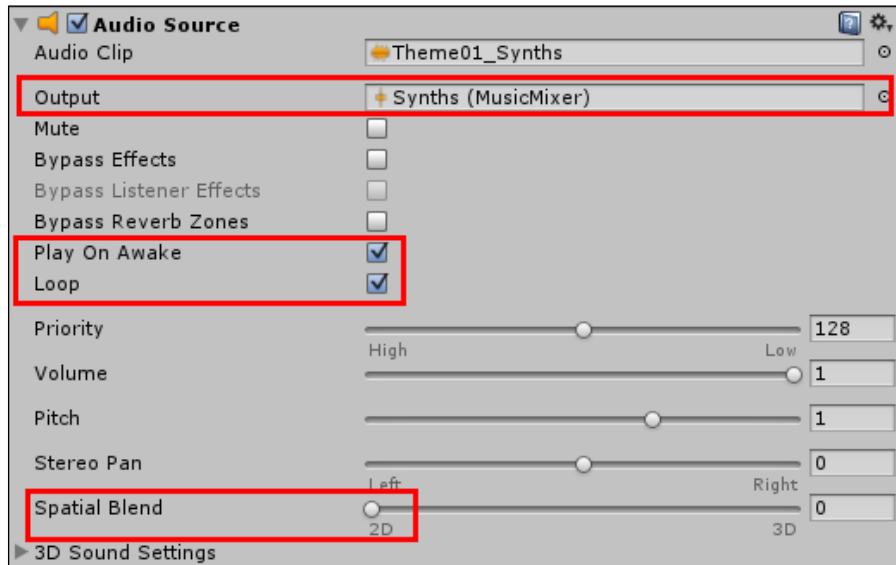 Audio Source
Audio Clip Theme01_Synths
Output Synths (MusicMixer)
Mute
Bypass Effects
Bypass Listener Effects
Bypass Reverb Zones
Play On Awake
Loop
Priority 128
High Low
Volume 1
Pitch 1
Stereo Pan 0
Left Right
Spatial Blend 0
2D 3D
3D Sound Settings